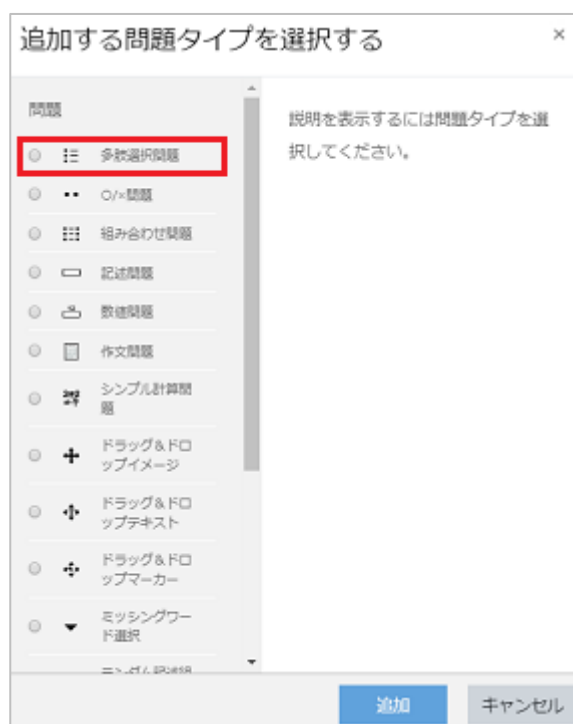 追加する問題タイプを選択する
×
問題
説明を表示するには問題タイプを選
択してください。
多肢選択問題
○/×問題
組み合わせ問題
記述問題
数値問題
作文問題
シンプル計算問
題
ドラッグ&ドロ
ップイメージ
ドラッグ&ドロ
ップテキスト
ドラッグ&ドロ
ップマーカー
ミッシングワー
ド選択
追加
キャンセル